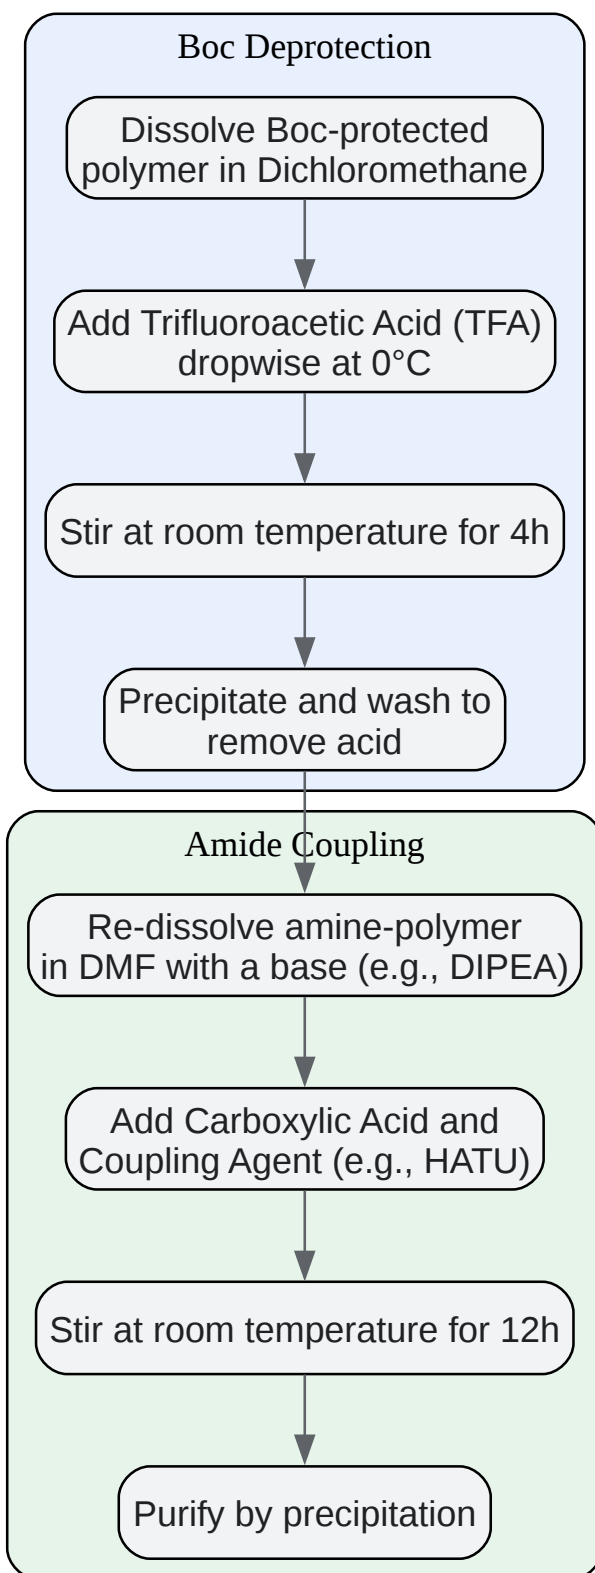 Boc Deprotection
Dissolve Boc-protected
polymer in Dichloromethane
Add Trifluoroacetic Acid (TFA)
dropwise at 0°C
Stir at room temperature for 4h
Precipitate and wash to
remove acid
Amide Coupling
Re-dissolve amine-polymer
in DMF with a base (e.g., DIPEA)
Add Carboxylic Acid and
Coupling Agent (e.g., HATU)
Stir at room temperature for 12h
Purify by precipitation